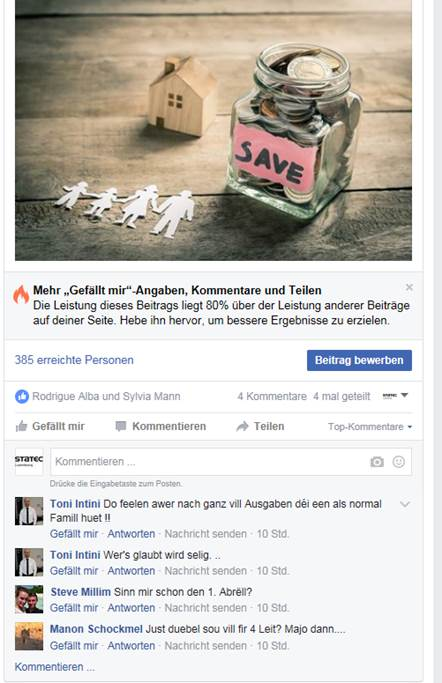 SAVE
Mehr „Gefällt mir“-Angaben, Kommentare und Teilen
Die Leistung dieses Beitrags liegt 80% über der Leistung anderer Beiträge
auf deiner Seite. Hebe ihn hervor, um bessere Ergebnisse zu erzielen.
385 erreichte Personen
Beitrag bewerben
Rodrigue Alba und Sylvia Mann 4 Kommentare 4 mal geteilt
Gefällt mir Kommentieren Teilen Top-Kommentare
STATEC
Kommentieren ...
Drücke die Eingabetaste zum Posten.
Toni Intini Do feelen awer nach ganz vill Ausgaben déi een als normal
Famill huet !!
Gefällt mir · Antworten · Nachricht senden · 10 Std.
Toni Intini Wer's glaubt wird selig. ..
Gefällt mir · Antworten · Nachricht senden · 10 Std.
Steve Millim Sinn mir schon den 1. Abrëll?
Gefällt mir · Antworten · Nachricht senden · 10 Std.
Manon Schockmel Just duebel sou vill fir 4 Leit? Majo dann....
Gefällt mir · Antworten · Nachricht senden · 10 Std.
Kommentieren ...